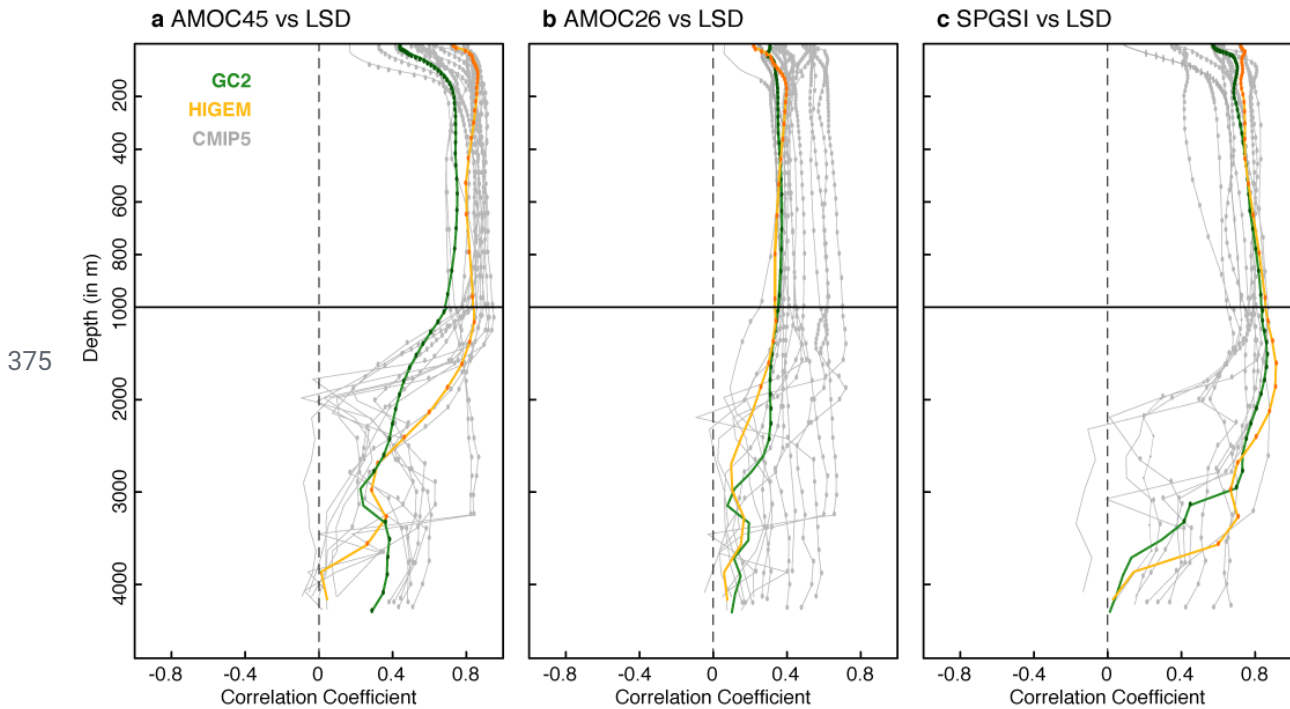 a AMOC45 vs LSD
b AMOC26 vs LSD
c SPGSI vs LSD
GC2
HIGEM
CMIP5
200
400
600
800
1000
2000
3000
4000
Depth (in m)
375
-0.8 -0.4 0 0.4 0.8
-0.8 -0.4 0 0.4 0.8
-0.8 -0.4 0 0.4 0.8
Correlation Coefficient
Correlation Coefficient
Correlation Coefficient